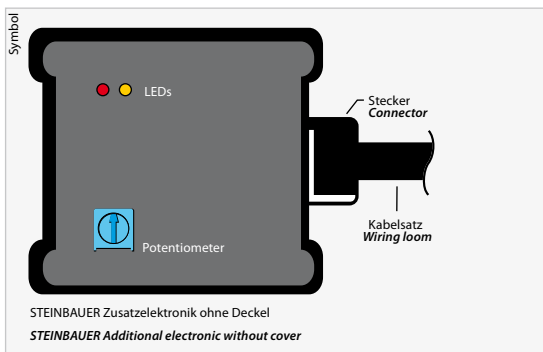 Symbol
LEDs
Stecker
Connector
Kabelsatz
Wiring loom
Potentiometer
STEINBAUER Zusatzelektronik ohne Deckel
STEINBAUER Additional electronic without cover